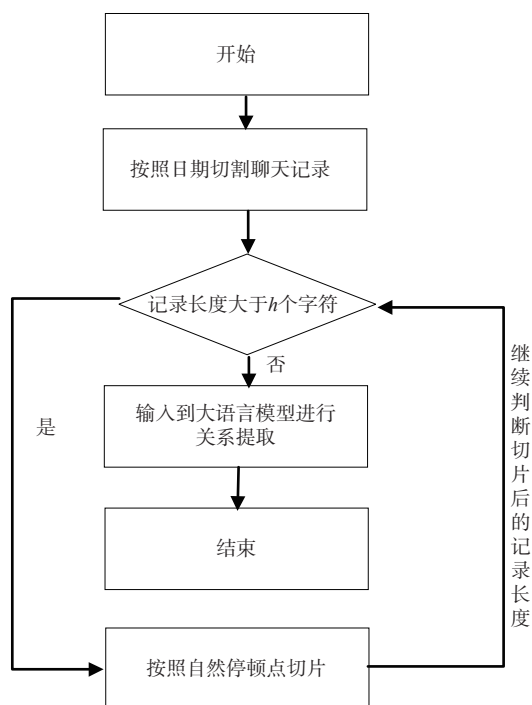 开始
按照日期切割聊天记录
记录长度大于h个字符
否
是
输入到大语言模型进行
关系提取
结束
按照自然停顿点切片
继续判断切片后的记录长度